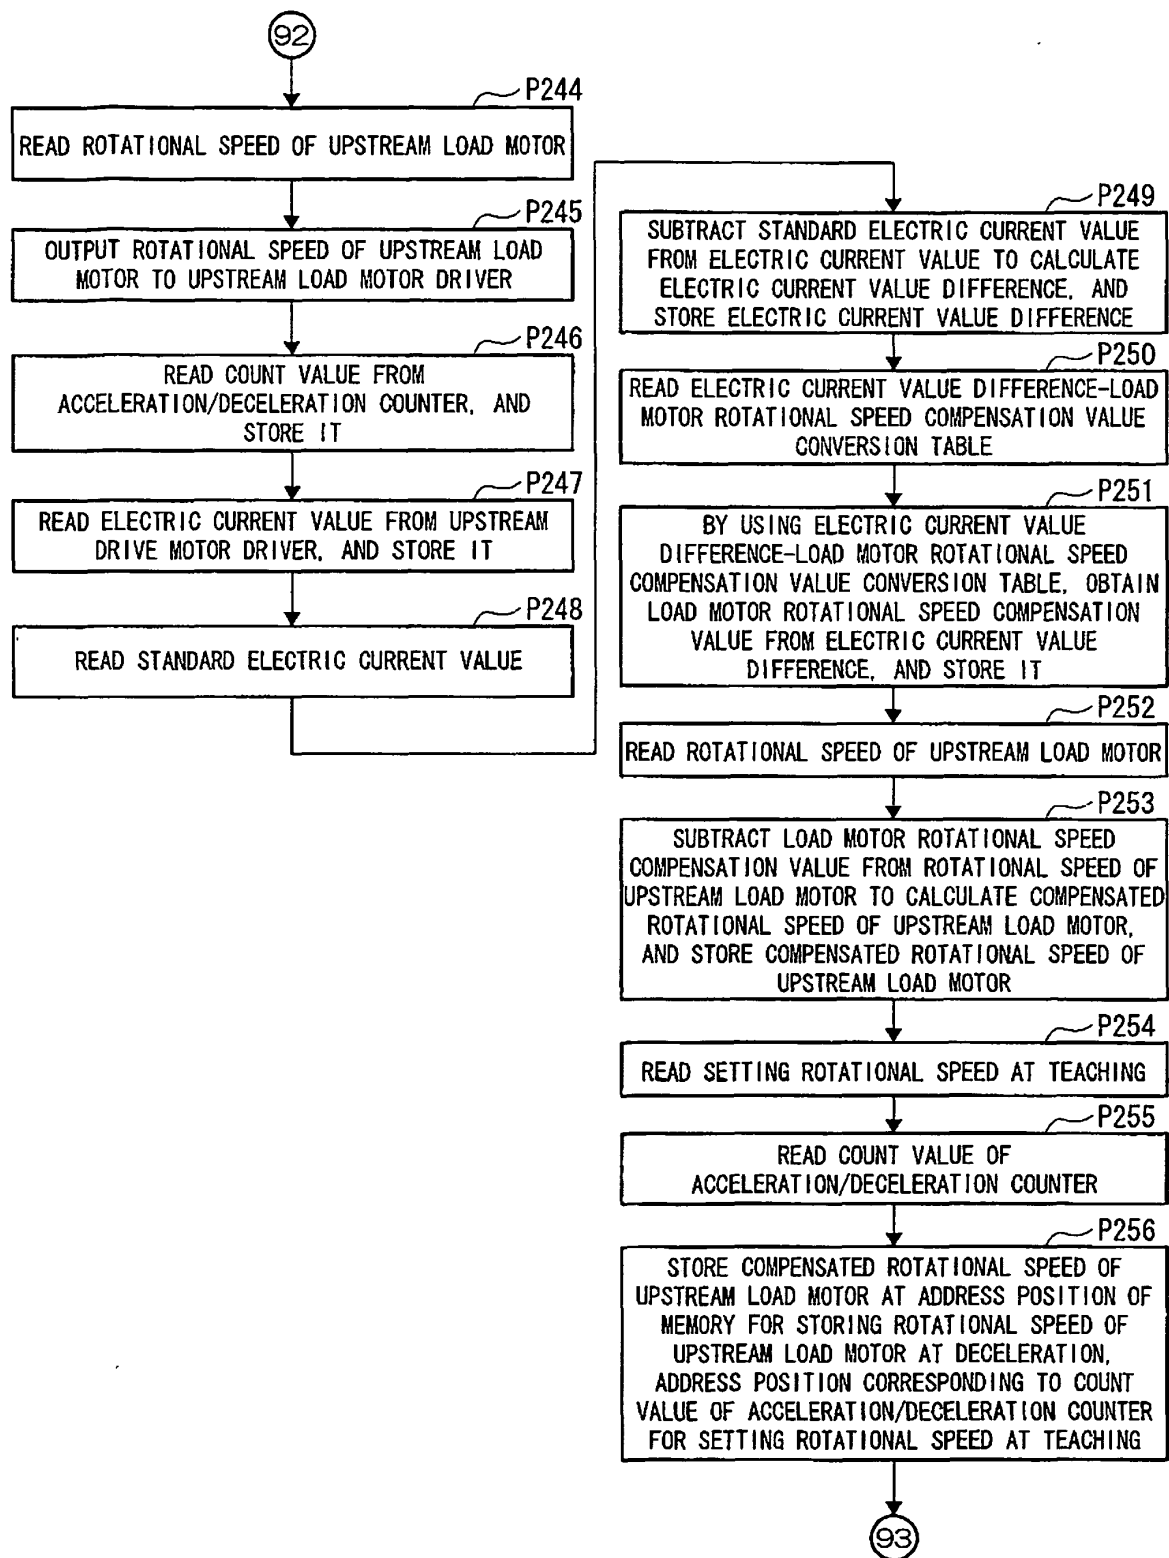 92
P244
READ ROTATIONAL SPEED OF UPSTREAM LOAD MOTOR
P245
OUTPUT ROTATIONAL SPEED OF UPSTREAM LOAD
MOTOR TO UPSTREAM LOAD MOTOR DRIVER
P246
READ COUNT VALUE FROM
ACCELERATION/DECELERATION COUNTER, AND
STORE IT
P247
READ ELECTRIC CURRENT VALUE FROM UPSTREAM
DRIVE MOTOR DRIVER, AND STORE IT
P248
READ STANDARD ELECTRIC CURRENT VALUE
P249
SUBTRACT STANDARD ELECTRIC CURRENT VALUE
FROM ELECTRIC CURRENT VALUE TO CALCULATE
ELECTRIC CURRENT VALUE DIFFERENCE, AND
STORE ELECTRIC CURRENT VALUE DIFFERENCE
P250
READ ELECTRIC CURRENT VALUE DIFFERENCE-LOAD
MOTOR ROTATIONAL SPEED COMPENSATION VALUE
CONVERSION TABLE
P251
BY USING ELECTRIC CURRENT VALUE
DIFFERENCE-LOAD MOTOR ROTATIONAL SPEED
COMPENSATION VALUE CONVERSION TABLE, OBTAIN
LOAD MOTOR ROTATIONAL SPEED COMPENSATION
VALUE FROM ELECTRIC CURRENT VALUE
DIFFERENCE, AND STORE IT
P252
READ ROTATIONAL SPEED OF UPSTREAM LOAD MOTOR
P253
SUBTRACT LOAD MOTOR ROTATIONAL SPEED
COMPENSATION VALUE FROM ROTATIONAL SPEED OF
UPSTREAM LOAD MOTOR TO CALCULATE COMPENSATED
ROTATIONAL SPEED OF UPSTREAM LOAD MOTOR,
AND STORE COMPENSATED ROTATIONAL SPEED OF
UPSTREAM LOAD MOTOR
P254
READ SETTING ROTATIONAL SPEED AT TEACHING
P255
READ COUNT VALUE OF
ACCELERATION/DECELERATION COUNTER
P256
STORE COMPENSATED ROTATIONAL SPEED OF
UPSTREAM LOAD MOTOR AT ADDRESS POSITION OF
MEMORY FOR STORING ROTATIONAL SPEED OF
UPSTREAM LOAD MOTOR AT DECELERATION,
ADDRESS POSITION CORRESPONDING TO COUNT
VALUE OF ACCELERATION/DECELERATION COUNTER
FOR SETTING ROTATIONAL SPEED AT TEACHING
93